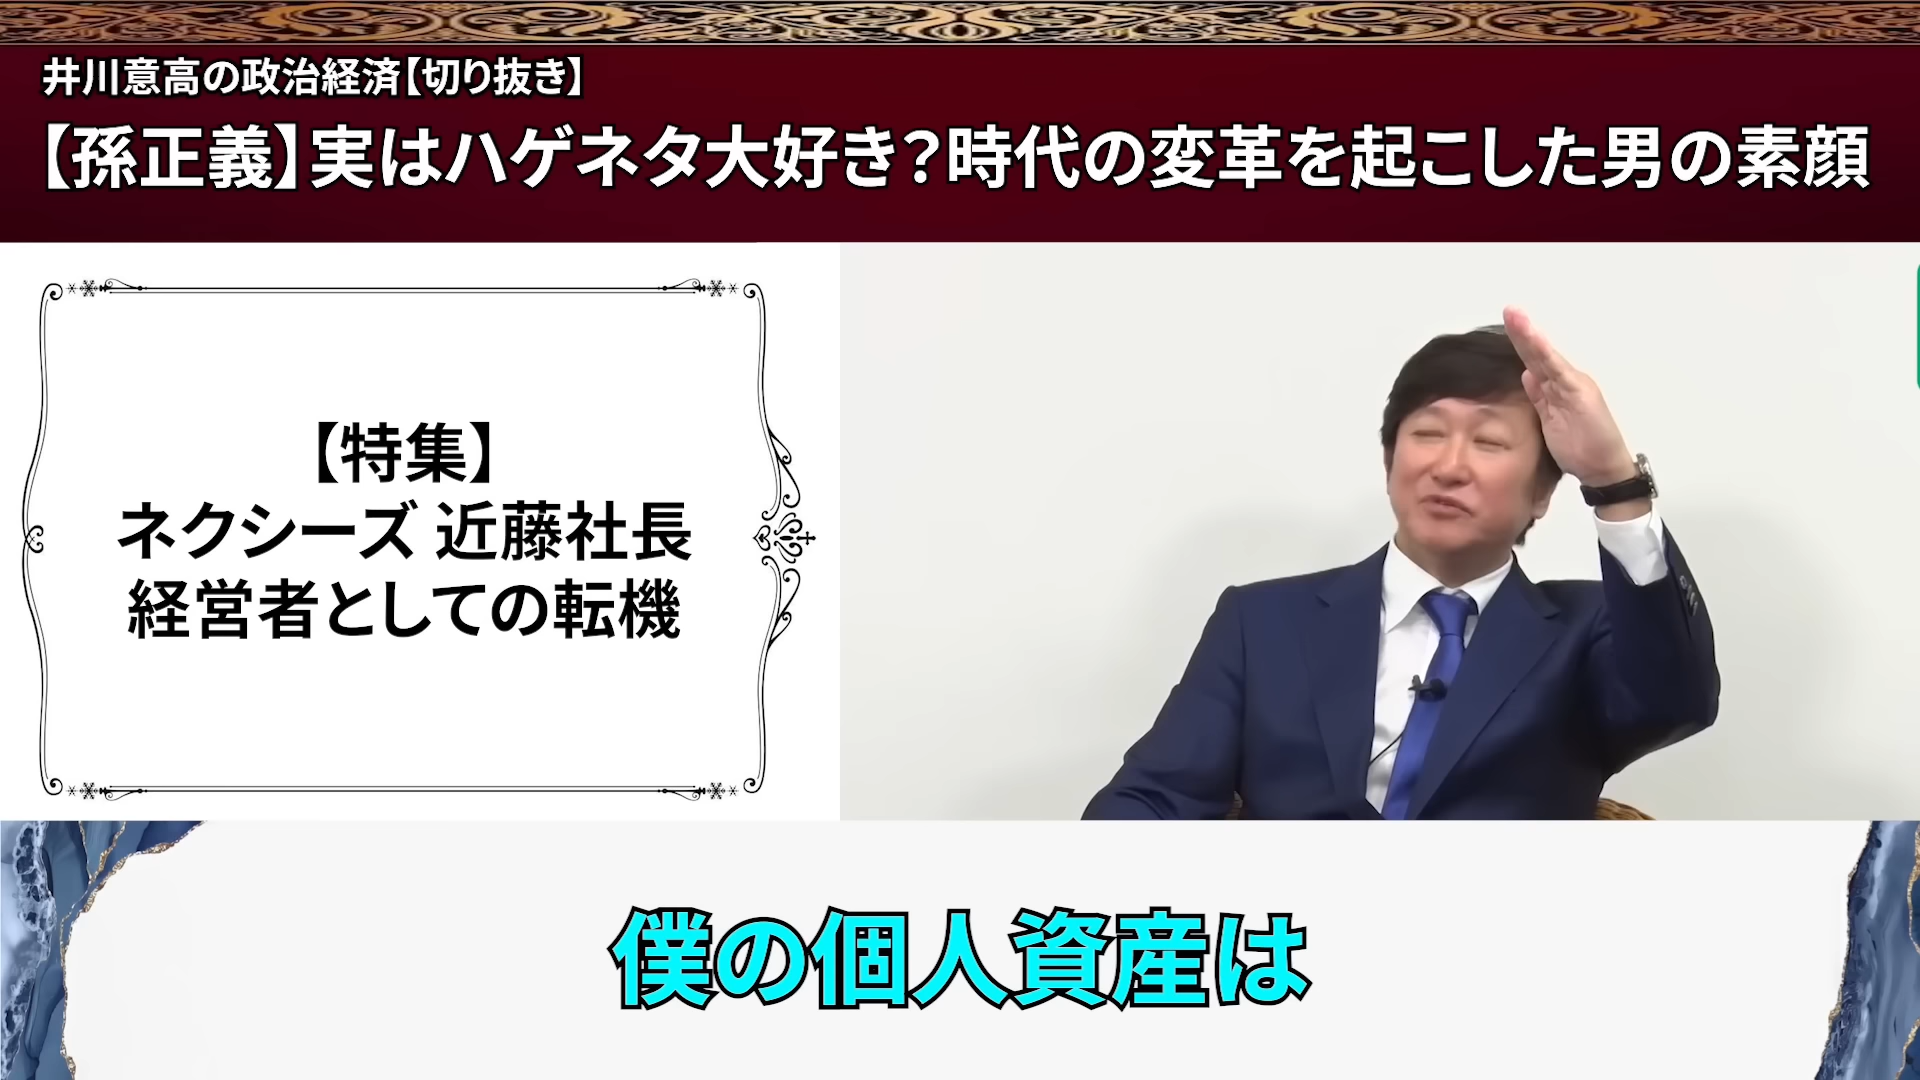 井川意高の政治経済【切り抜き】
【孫正義】実はハゲネタ大好き？時代の変革を起こした男の素顔
【特集】
ネクシーズ 近藤社長
経営者としての転機
僕の個人資産は